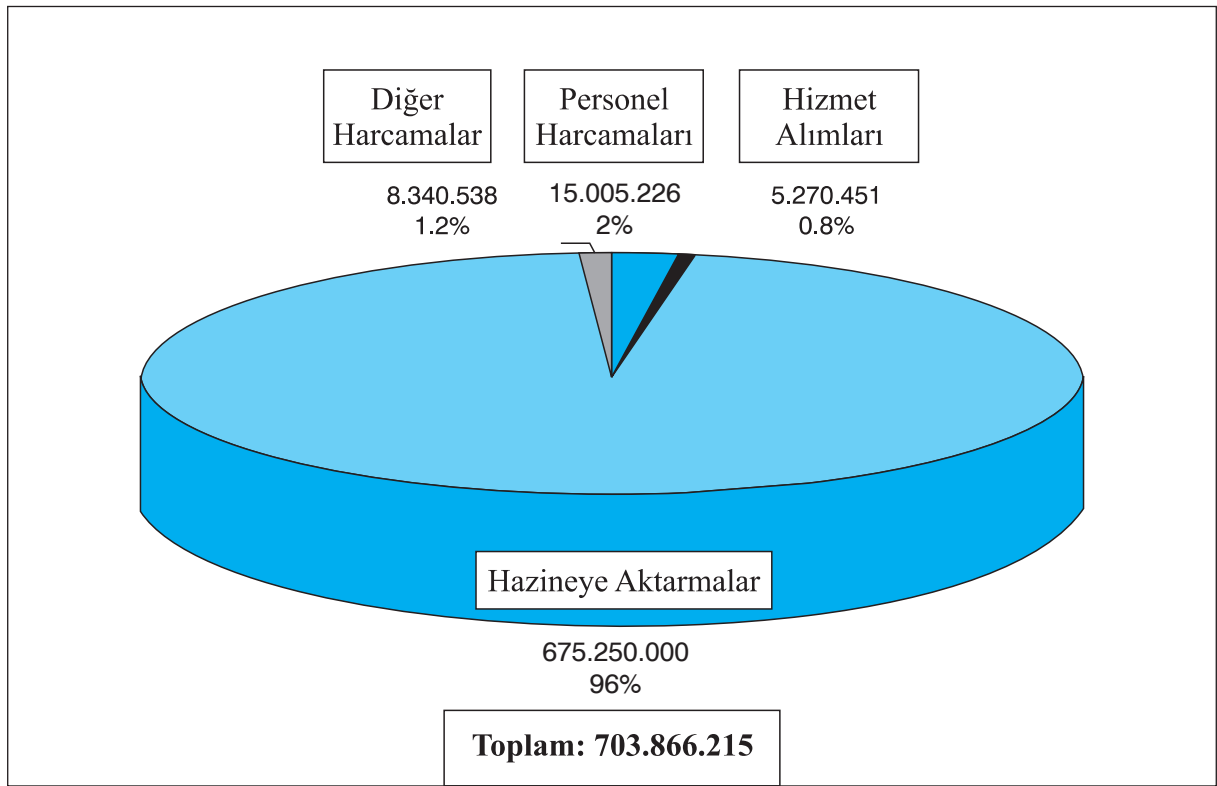 Diğer
Harcamalar
8.340.538
1.2%
Personel
Harcamaları
15.005.226
2%
Hizmet
Alımları
5.270.451
0.8%
Hazineye Aktarmalar
675.250.000
96%
Toplam: 703.866.215